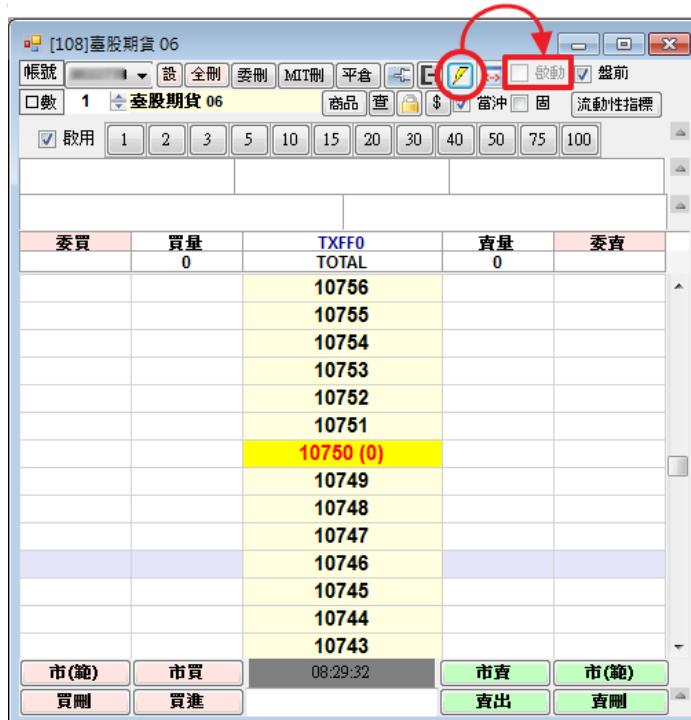 [108]臺股期貨 06
帳號 設 全刪 委刪 MIT刪 平倉 啟動 盤前
口數 1 臺股期貨 06 商品 查 $ 當沖 固 流動性指標
啟用 1 2 3 5 10 15 20 30 40 50 75 100
委買 買量 TXFF0 賣量 委賣
0 TOTAL 0
10756
10755
10754
10753
10752
10751
10750 (0)
10749
10748
10747
10746
10745
10744
10743
市(範) 市買 08:29:32 市賣 市(範)
買刪 買進 賣出 賣刪